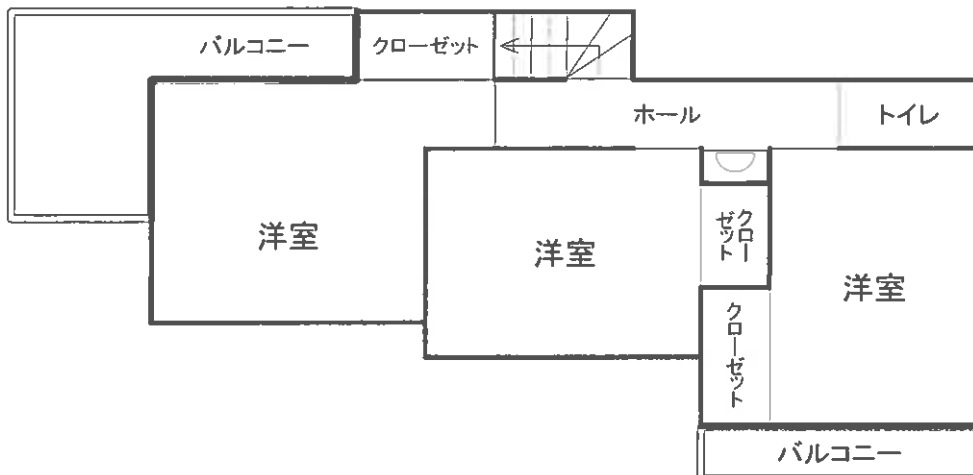 バルコニー
クローゼット
ホール
トイレ
洋室
洋室
クロー
ゼット
洋室
クローゼット
バルコニー